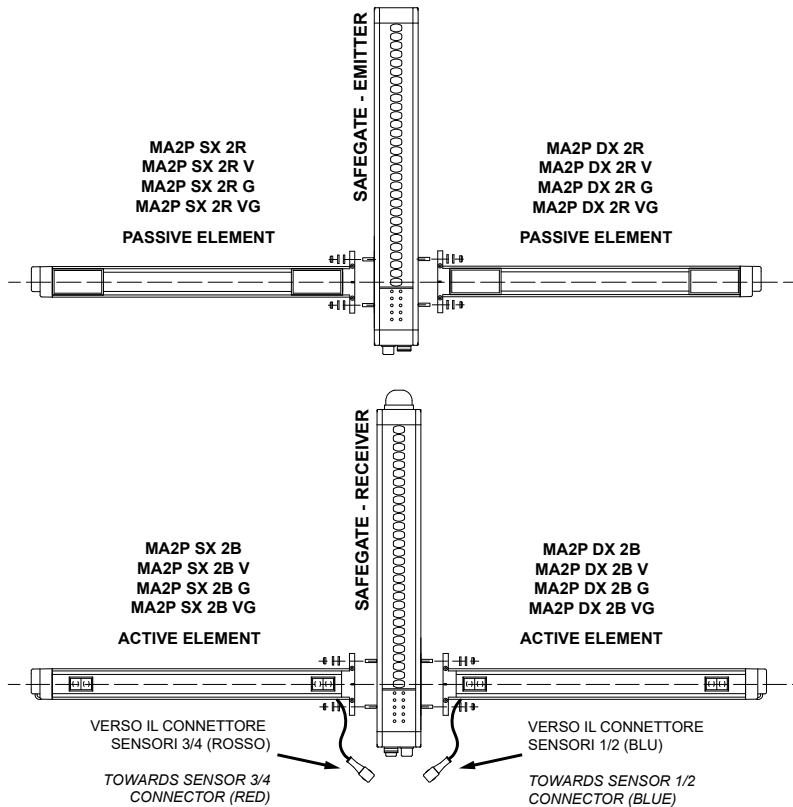 SAFEGATE - EMITTER
MA2P SX 2R
MA2P SX 2R V
MA2P SX 2R G
MA2P SX 2R VG
PASSIVE ELEMENT
MA2P DX 2R
MA2P DX 2R V
MA2P DX 2R G
MA2P DX 2R VG
PASSIVE ELEMENT
SAFEGATE - RECEIVER
MA2P SX 2B
MA2P SX 2B V
MA2P SX 2B G
MA2P SX 2B VG
ACTIVE ELEMENT
MA2P DX 2B
MA2P DX 2B V
MA2P DX 2B G
MA2P DX 2B VG
ACTIVE ELEMENT
VERSO IL CONNETTORE
SENSORI 3/4 (ROSSO)
TOWARDS SENSOR 3/4
CONNECTOR (RED)
VERSO IL CONNETTORE
SENSORI 1/2 (BLU)
TOWARDS SENSOR 1/2
CONNECTOR (BLUE)